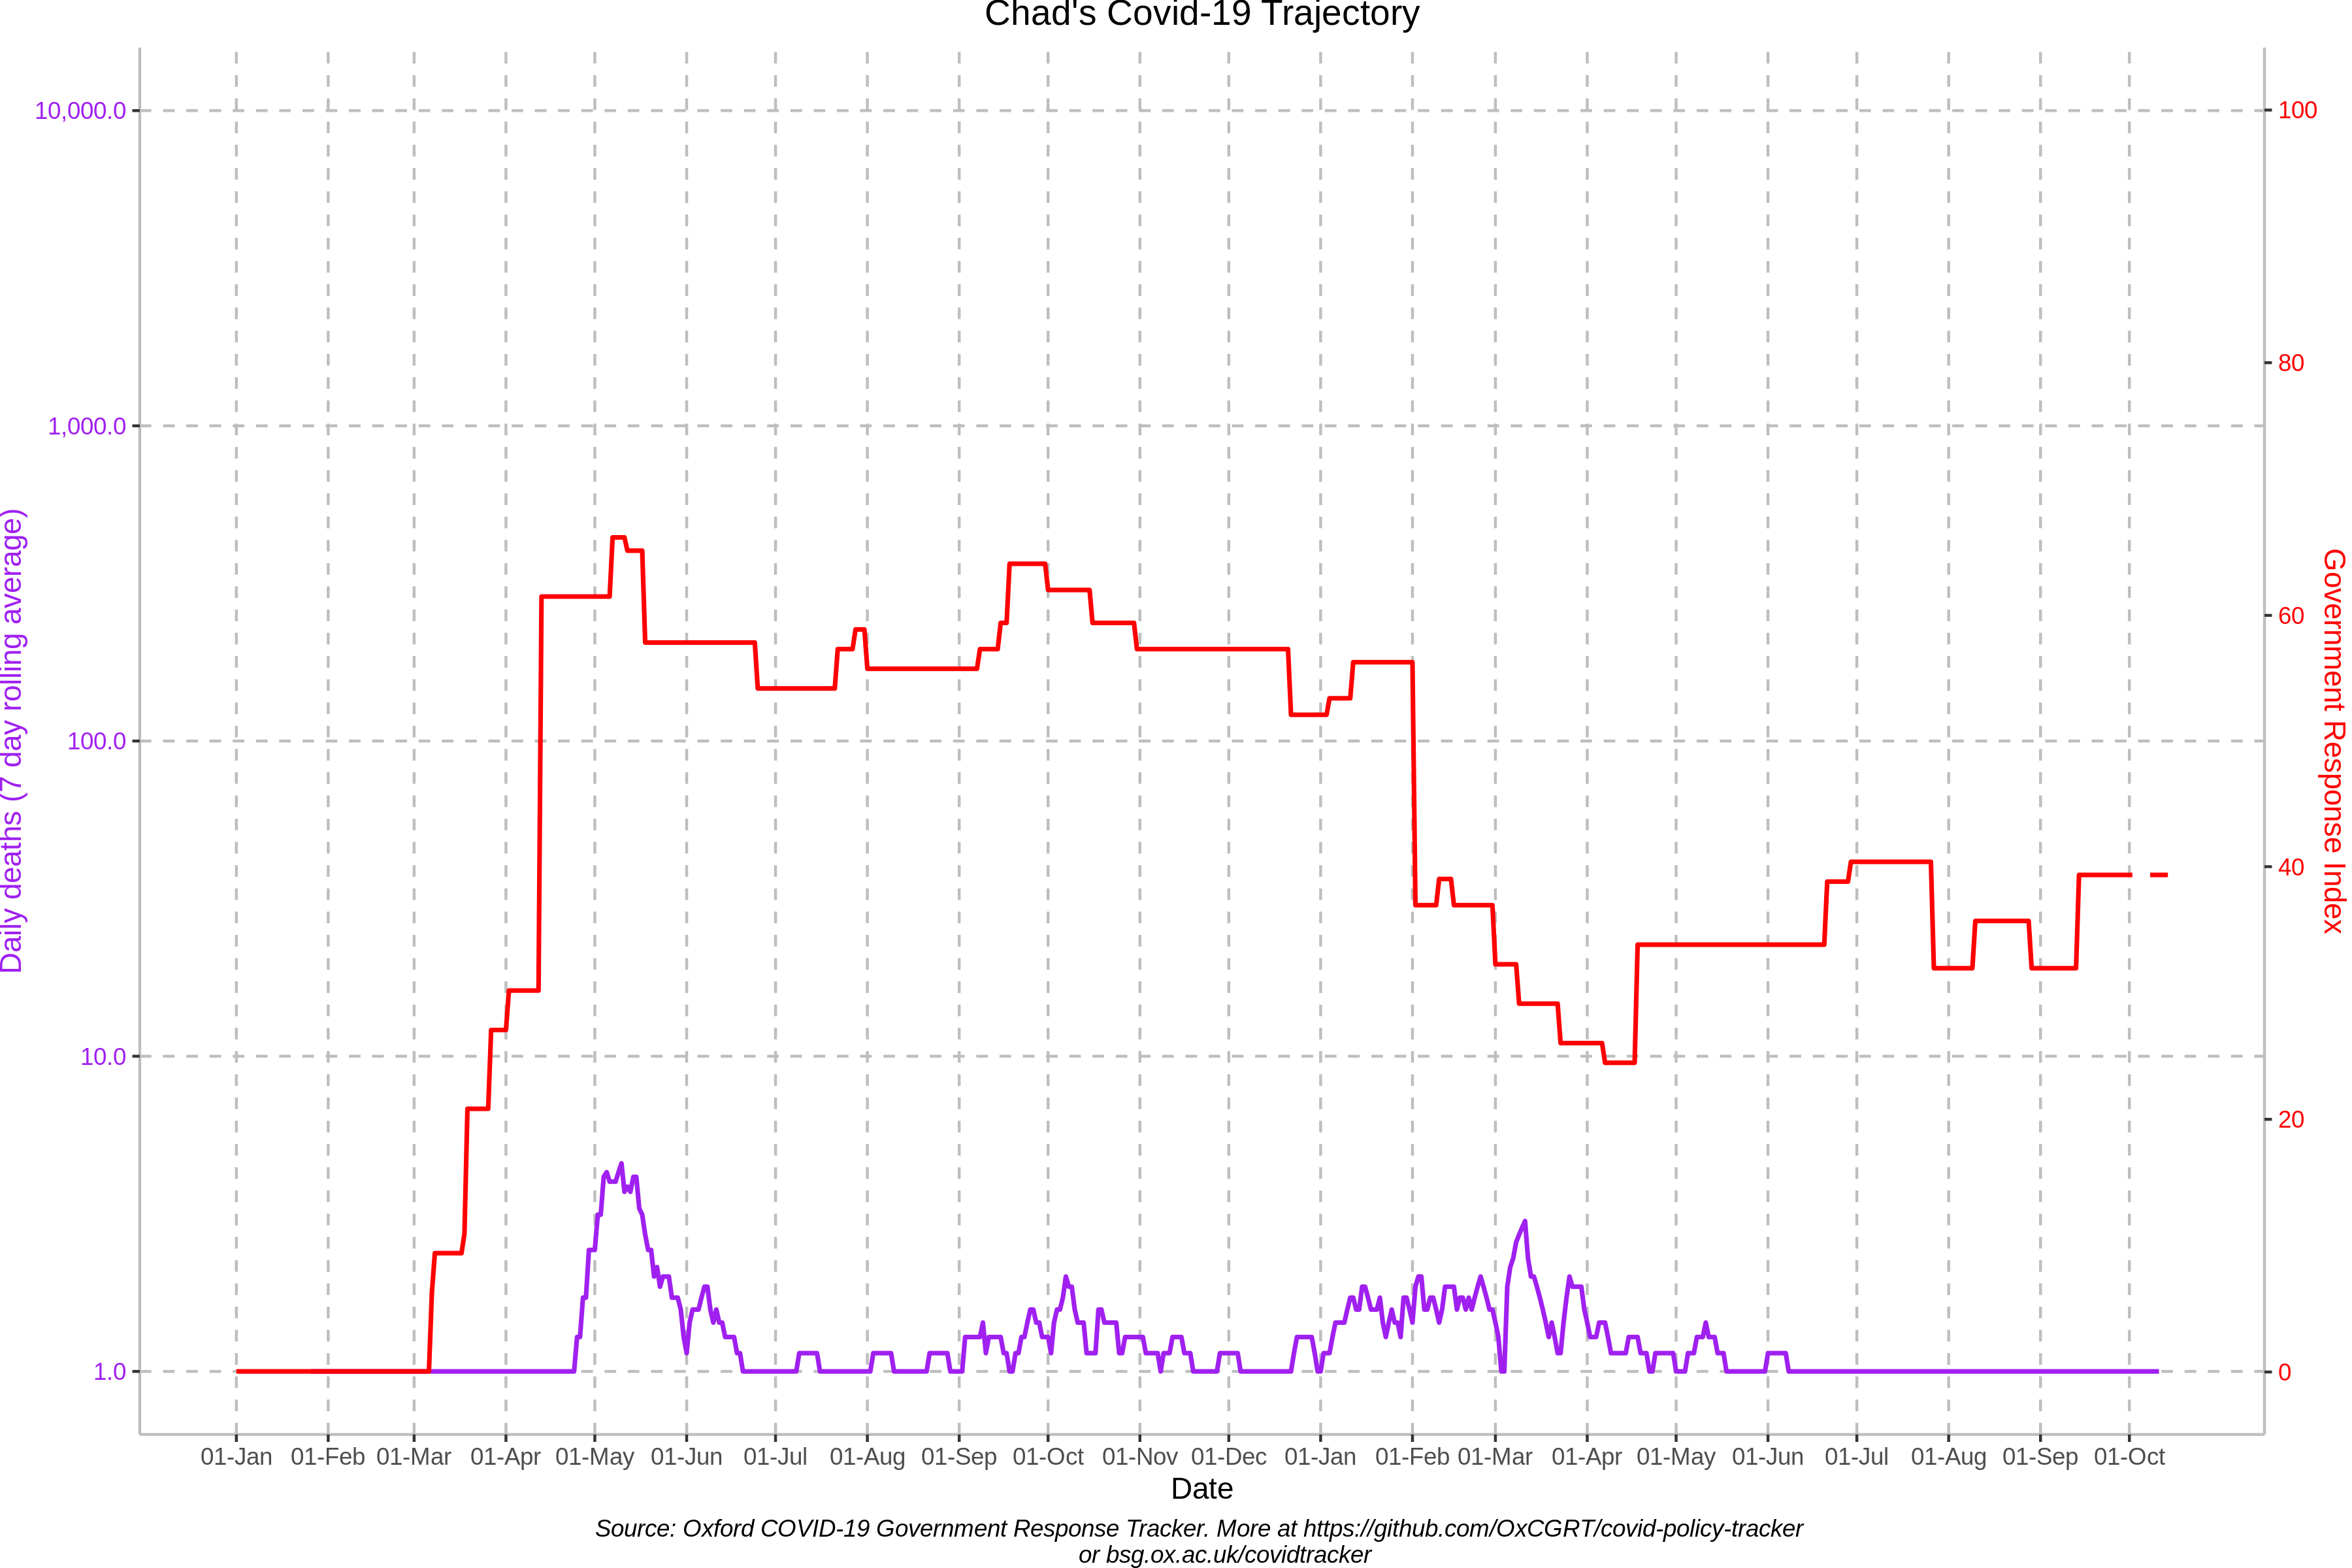 Chad's Covid-19 Trajectory
Daily deaths (7 day rolling average)
10,000.0
1,000.0
100.0
10.0
1.0
100
80
60
40
20
0
Government Response Index
01-Jan 01-Feb 01-Mar 01-Apr 01-May 01-Jun 01-Jul 01-Aug 01-Sep 01-Oct 01-Nov 01-Dec 01-Jan 01-Feb 01-Mar 01-Apr 01-May 01-Jun 01-Jul 01-Aug 01-Sep 01-Oct
Date
Source: Oxford COVID-19 Government Response Tracker. More at https://github.com/OxCGRT/covid-policy-tracker
or bsg.ox.ac.uk/covidtracker